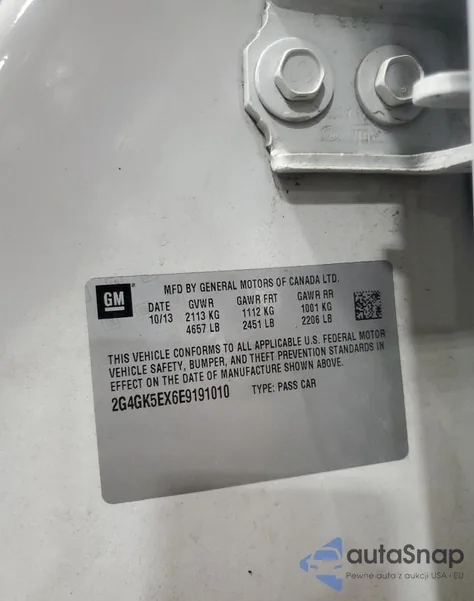 GM
MFD BY GENERAL MOTORS OF CANADA LTD.
DATE GVWR GAWR FRT GAWR RR
10/13 2113 KG 1112 KG 1001 KG
4657 LB 2451 LB 2206 LB
THIS VEHICLE CONFORMS TO ALL APPLICABLE U.S. FEDERAL MOTOR
VEHICLE SAFETY, BUMPER, AND THEFT PREVENTION STANDARDS IN
EFFECT ON THE DATE OF MANUFACTURE SHOWN ABOVE.
2G4GK5EX6E9191010 TYPE: PASS CAR
autoSnap
Pewne auta z aukcji USA i EU